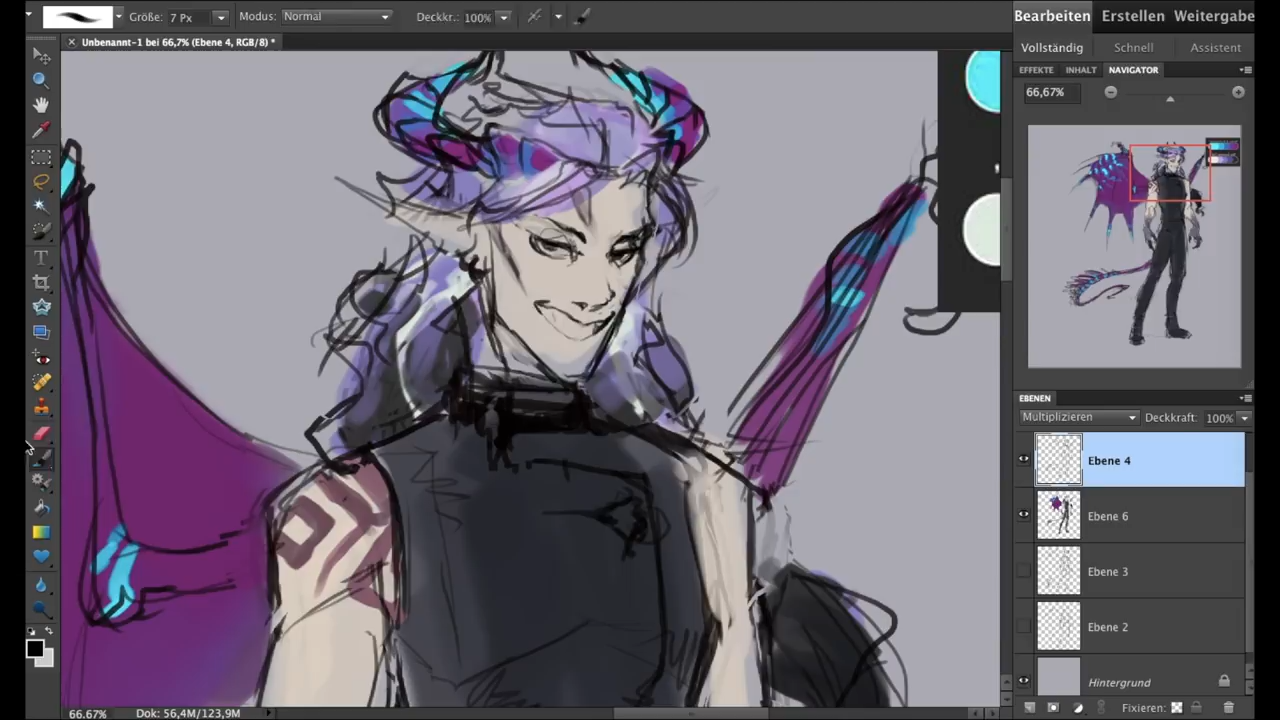 Größe: 7 Px Modus: Normal Deckkr.: 100%
Bearbeiten Erstellen Weitergabe
Unbenannt-1 bei 66,7% (Ebene 4, RGB/8) *
Vollständig Schnell Assistent
EFFEKTE INHALT NAVIGATOR
66,67%
EBENEN
Multiplizieren Deckkraft: 100%
Ebene 4
Ebene 6
Ebene 3
Ebene 2
Hintergrund
Fixieren:
66.67% Dok: 56,4M/123,9M